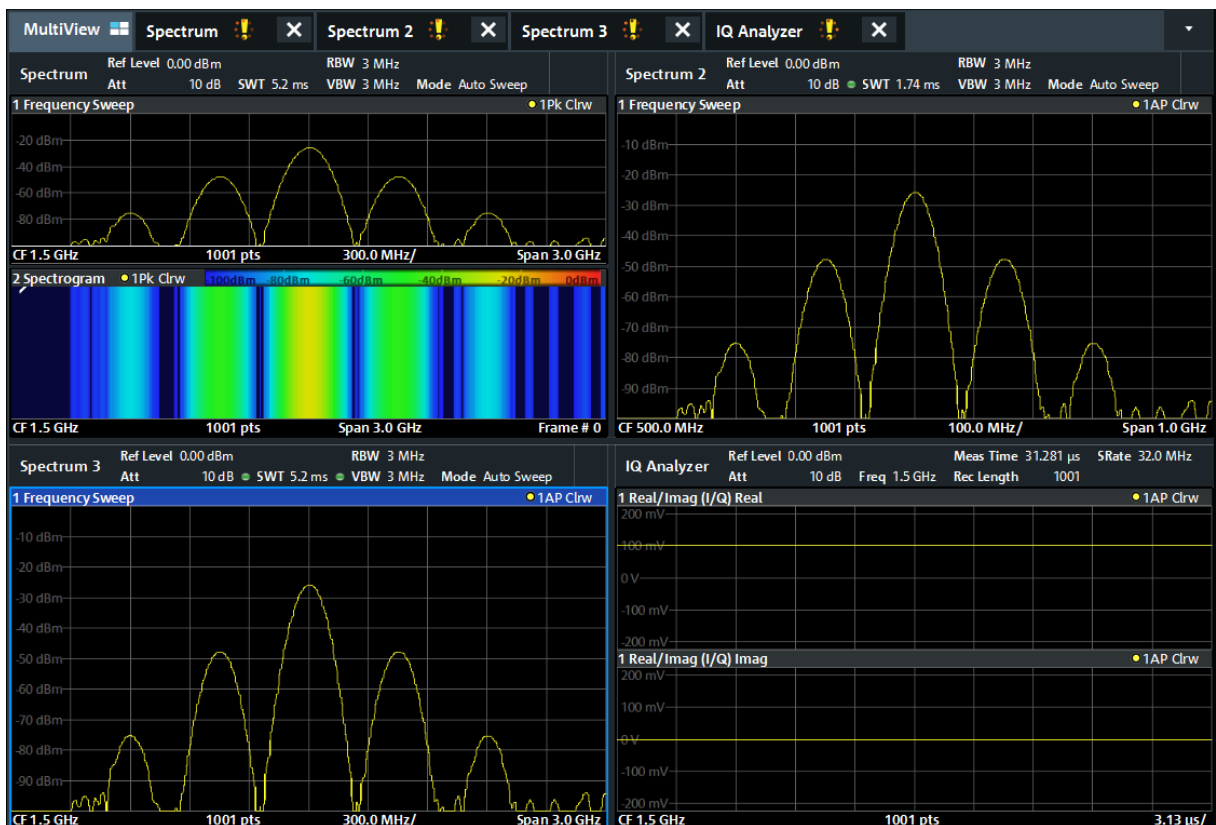 MultiView Spectrum Spectrum 2 Spectrum 3 IQ Analyzer
Spectrum
Ref Level 0.00 dBm RBW 3 MHz
Att 10 dB SWT 5.2 ms VBW 3 MHz Mode Auto Sweep
1 Frequency Sweep 1Pk Clrw
-20 dBm
-40 dBm
-60 dBm
-80 dBm
CF 1.5 GHz 1001 pts 300.0 MHz/ Span 3.0 GHz
2 Spectrogram 1Pk Clrw -100dBm -80dBm -60dBm -40dBm -20dBm 0dBm
CF 1.5 GHz 1001 pts Span 3.0 GHz Frame # 0
Spectrum 2
Ref Level 0.00 dBm RBW 3 MHz
Att 10 dB SWT 1.74 ms VBW 3 MHz Mode Auto Sweep
1 Frequency Sweep 1AP Clrw
-10 dBm
-20 dBm
-30 dBm
-40 dBm
-50 dBm
-60 dBm
-70 dBm
-80 dBm
-90 dBm
CF 500.0 MHz 1001 pts 100.0 MHz/ Span 1.0 GHz
Spectrum 3
Ref Level 0.00 dBm RBW 3 MHz
Att 10 dB SWT 5.2 ms VBW 3 MHz Mode Auto Sweep
1 Frequency Sweep 1AP Clrw
-10 dBm
-20 dBm
-30 dBm
-40 dBm
-50 dBm
-60 dBm
-70 dBm
-80 dBm
-90 dBm
CF 1.5 GHz 1001 pts 300.0 MHz/ Span 3.0 GHz
IQ Analyzer
Ref Level 0.00 dBm Meas Time 31.281 µs SRate 32.0 MHz
Att 10 dB Freq 1.5 GHz Rec Length 1001
1 Real/Imag (I/Q) Real 1AP Clrw
200 mV
100 mV
0 V
-100 mV
-200 mV
1 Real/Imag (I/Q) Imag 1AP Clrw
200 mV
100 mV
0 V
-100 mV
-200 mV
CF 1.5 GHz 1001 pts 3.13 µs/